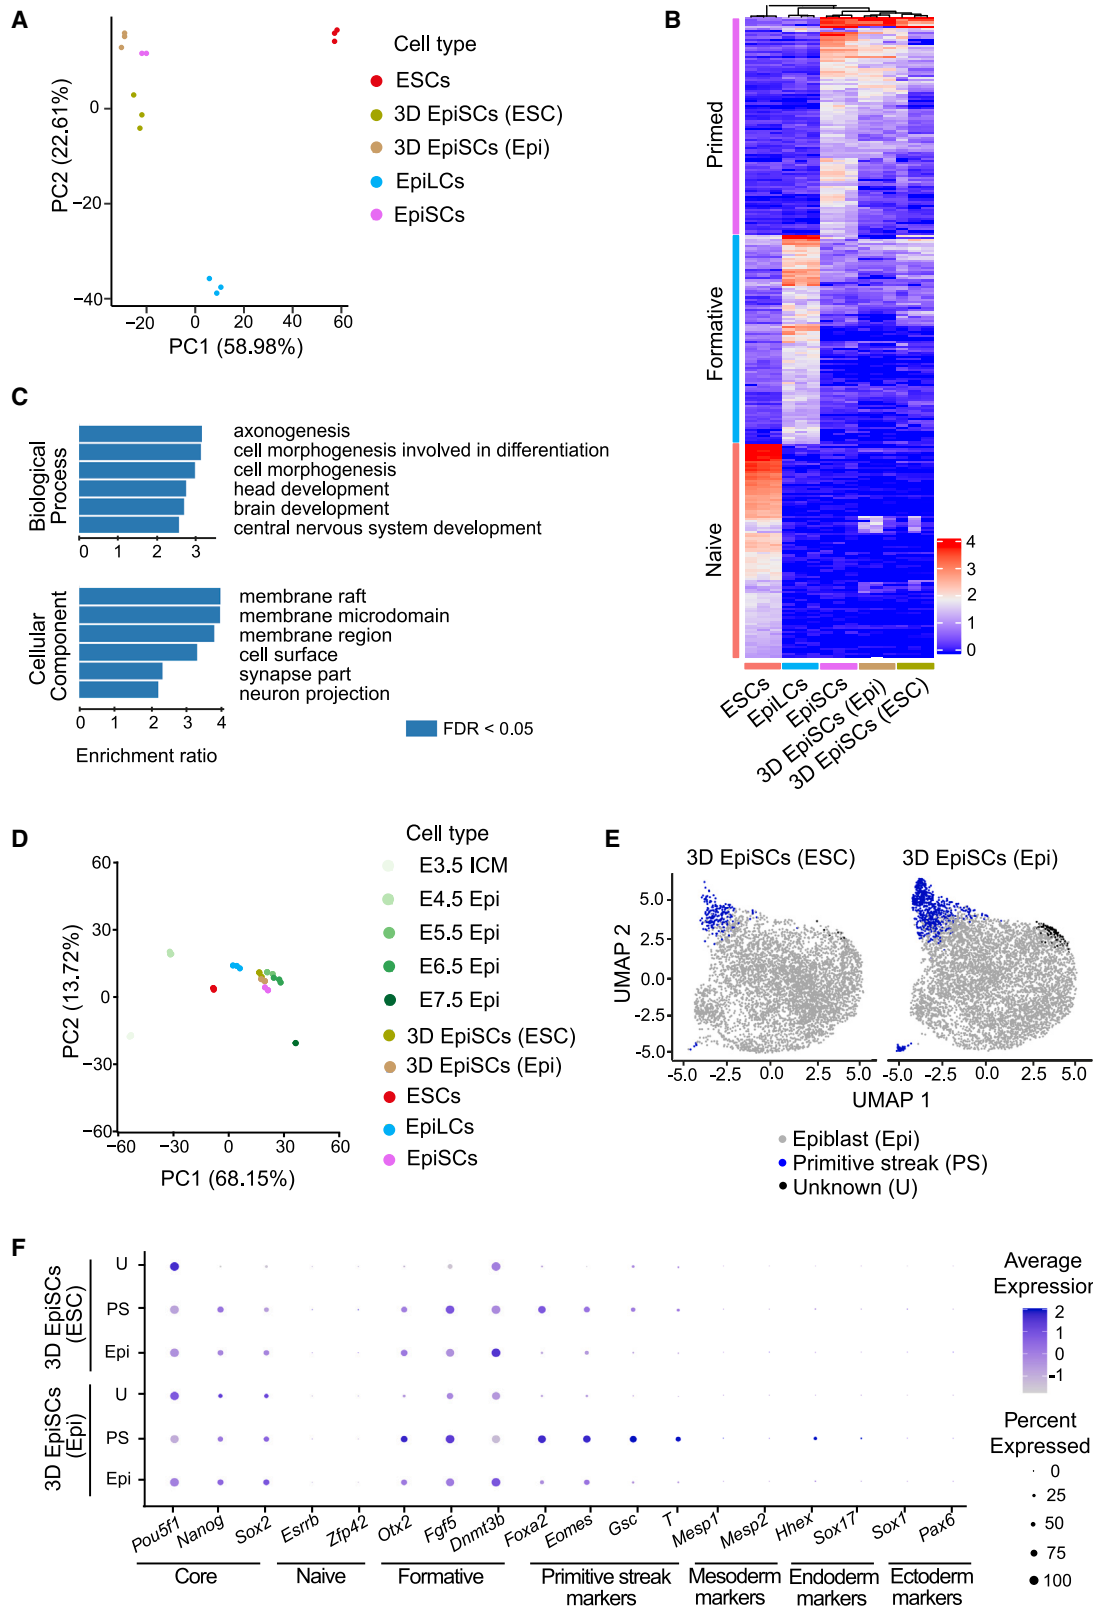 A
PC2 (22.61%)
0
−20
−40
−20
0
20
40
60
PC1 (58.98%)
Cell type
ESCs
3D EpiSCs (ESC)
3D EpiSCs (Epi)
EpiLCs
EpiSCs
B
Primed
Formative
Naive
4
3
2
1
0
ESCs
EpiLCs
EpiSCs
3D EpiSCs (Epi)
3D EpiSCs (ESC)
C
Biological
Process
axonogenesis
cell morphogenesis involved in differentiation
cell morphogenesis
head development
brain development
central nervous system development
0 1 2 3
Cellular
Component
membrane raft
membrane microdomain
membrane region
cell surface
synapse part
neuron projection
0 1 2 3 4
Enrichment ratio
FDR < 0.05
D
PC2 (13.72%)
60
30
0
−30
−60
−60 −30 0 30 60
PC1 (68.15%)
Cell type
E3.5 ICM
E4.5 Epi
E5.5 Epi
E6.5 Epi
E7.5 Epi
3D EpiSCs (ESC)
3D EpiSCs (Epi)
ESCs
EpiLCs
EpiSCs
E
3D EpiSCs (ESC) 3D EpiSCs (Epi)
UMAP 2
5.0
2.5
0.0
-2.5
-5.0
-5.0 -2.5 0.0 2.5 5.0
-5.0 -2.5 0.0 2.5 5.0
UMAP 1
Epiblast (Epi)
Primitive streak (PS)
Unknown (U)
F
3D EpiSCs
(ESC)
U
PS
Epi
3D EpiSCs
(Epi)
U
PS
Epi
Pou5f1 Nanog Sox2 Esrrb Zfp42 Otx2 Fgf5 Dnmt3b Foxa2 Eomes Gsc T Mesp1 Mesp2 Hhex Sox17 Sox1 Pax6
Core
Naive
Formative
Primitive streak
markers
Mesoderm
markers
Endoderm
markers
Ectoderm
markers
Average
Expression
2
1
0
-1
Percent
Expressed
0
25
50
75
100